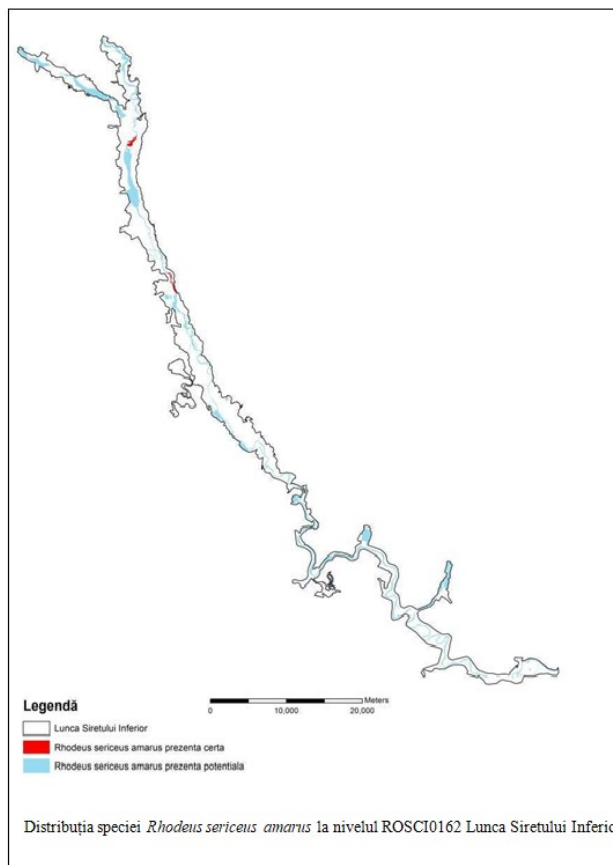 Legendă
Meters
0 10,000 20,000
Lunca Siretului Inferior
Rhodeus sericeus amarus prezenta certa
Rhodeus sericeus amarus prezenta potentiala
Distribuția speciei Rhodeus sericeus amarus la nivelul ROSCI0162 Lunca Siretului Inferio